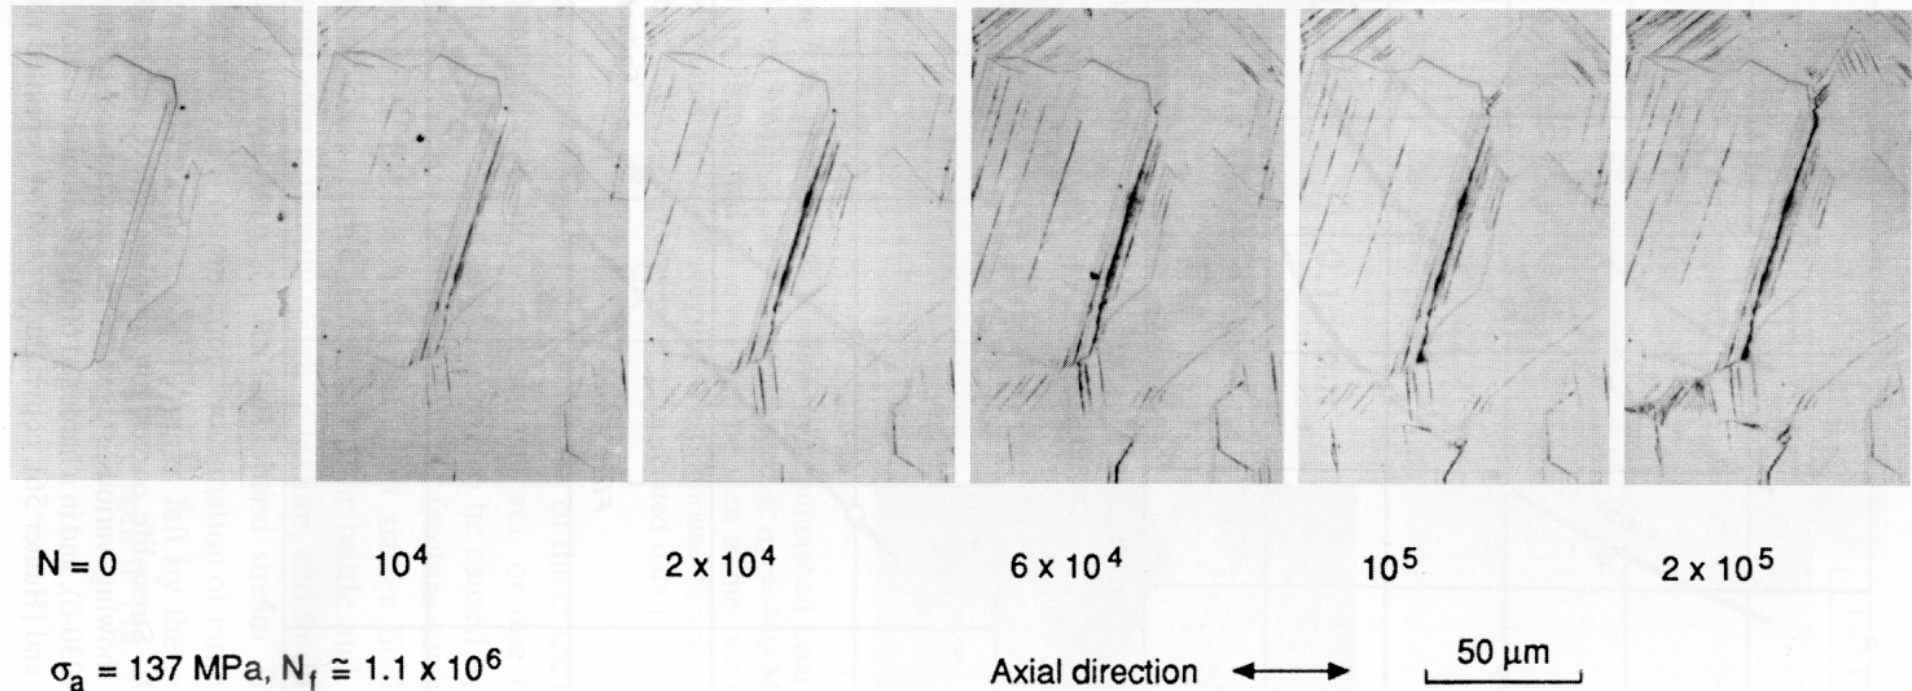 N = 0
10⁴
2 x 10⁴
6 x 10⁴
10⁵
2 x 10⁵
σₐ = 137 MPa, N_f ≅ 1.1 x 10⁶
Axial direction
50 μm